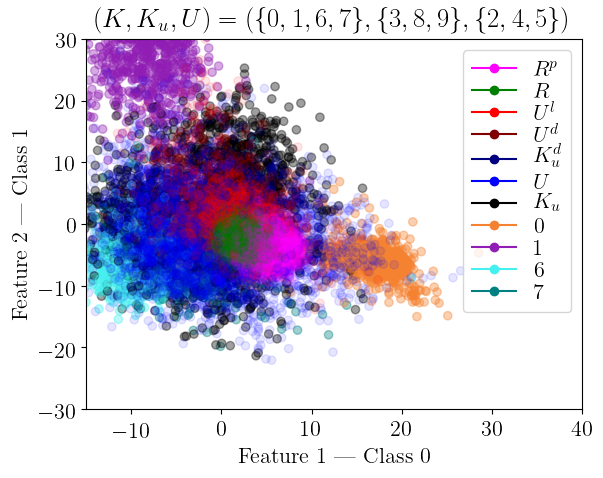 (K, K_u, U) = ({0, 1, 6, 7}, {3, 8, 9}, {2, 4, 5})
30
20
10
0
−10
−20
−30
−10
0
10
20
30
40
Feature 2 — Class 1
Feature 1 — Class 0
R^p
R
U^l
U^d
K_u^d
U
K_u
0
1
6
7